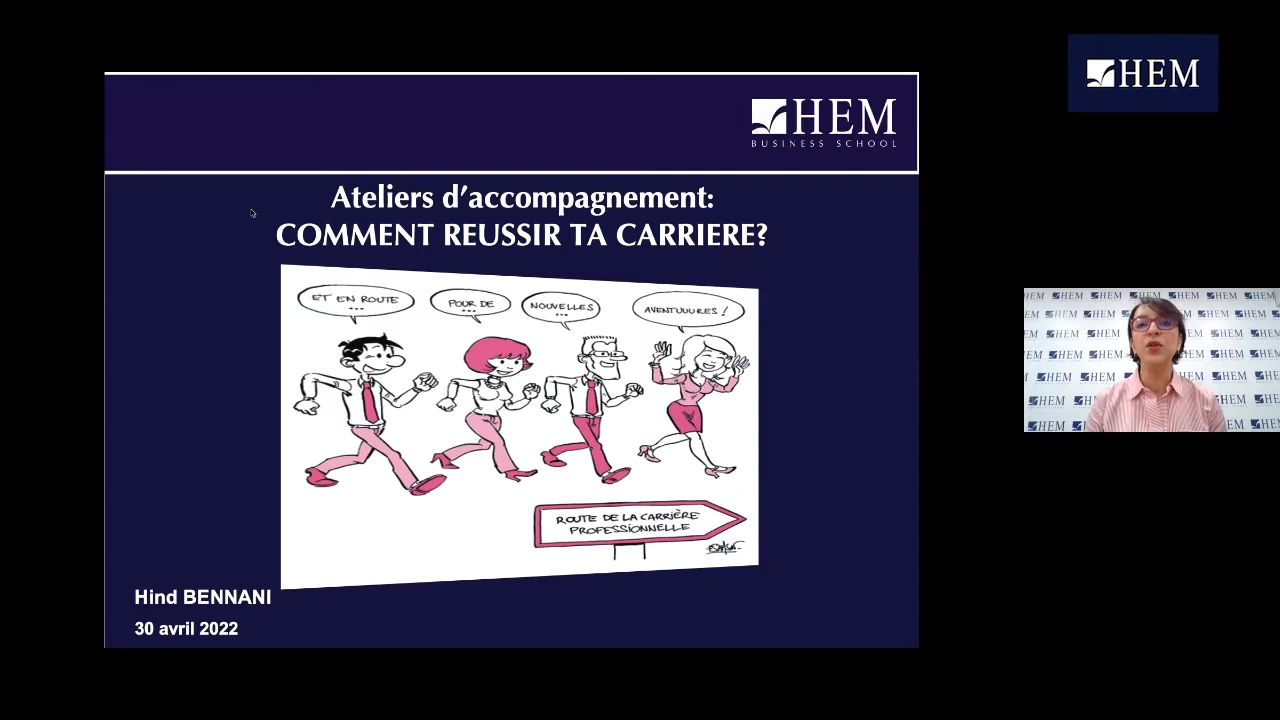 HEM
BUSINESS SCHOOL
HEM
Ateliers d'accompagnement:
COMMENT REUSSIR TA CARRIERE?
ET EN ROUTE
...
POUR DE
...
NOUVELLES
...
AVENTUUURES !
ROUTE DE LA CARRIÈRE
PROFESSIONNELLE
Hind BENNANI
30 avril 2022